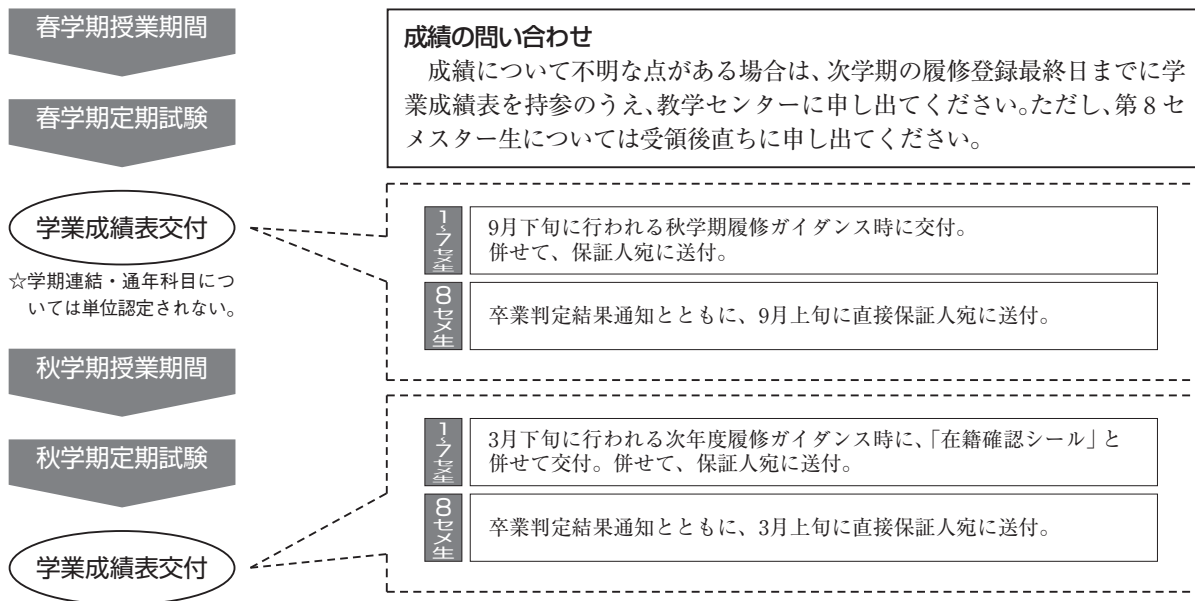 春学期授業期間
春学期定期試験
学業成績表交付
☆学期連結・通年科目につ
いては単位認定されない。
秋学期授業期間
秋学期定期試験
学業成績表交付
成績の問い合わせ
成績について不明な点がある場合は、次学期の履修登録最終日までに学
業成績表を持参のうえ、教学センターに申し出てください。ただし、第8セ
メスター生については受領後直ちに申し出てください。
1~7セメ生
9月下旬に行われる秋学期履修ガイダンス時に交付。
併せて、保証人宛に送付。
8セメ生
卒業判定結果通知とともに、9月上旬に直接保証人宛に送付。
1~7セメ生
3月下旬に行われる次年度履修ガイダンス時に、「在籍確認シール」と
併せて交付。併せて、保証人宛に送付。
8セメ生
卒業判定結果通知とともに、3月上旬に直接保証人宛に送付。